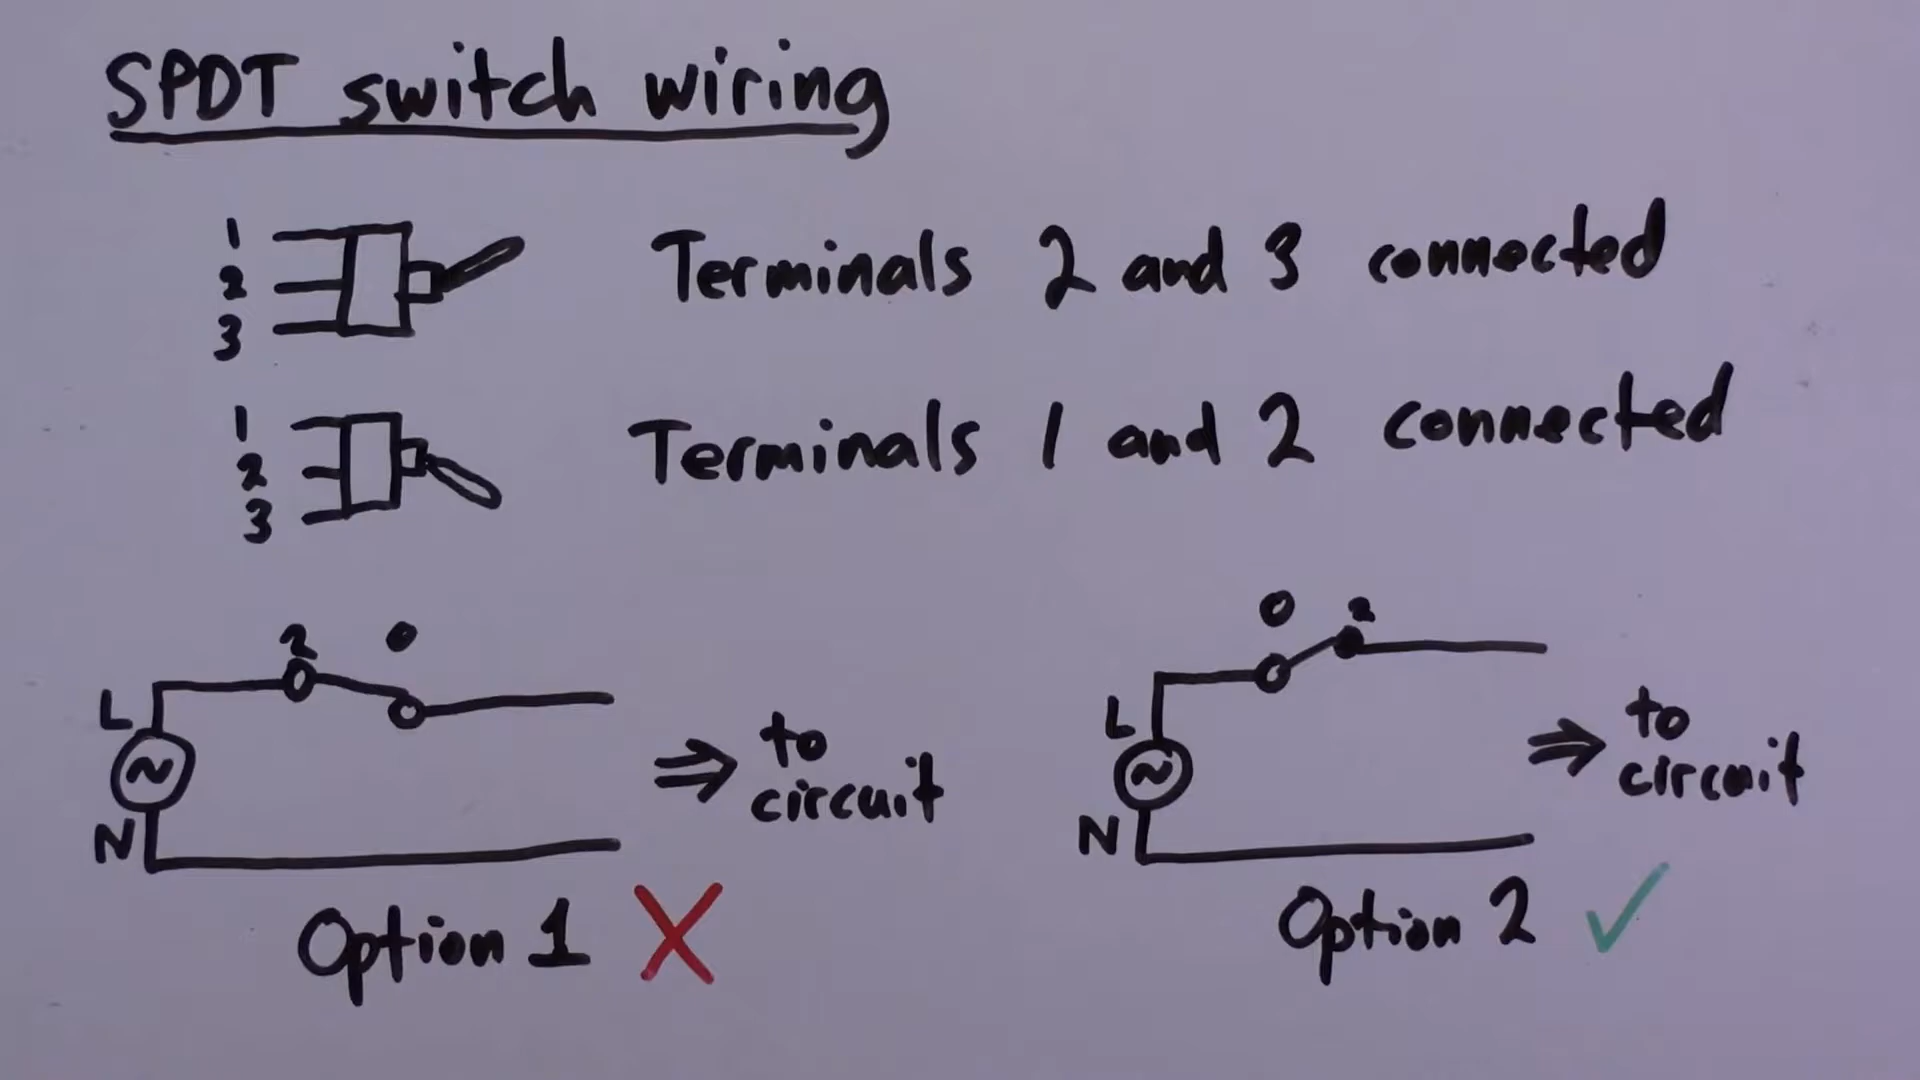 SPDT switch wiring
1
2
3
Terminals 2 and 3 connected
1
2
3
Terminals 1 and 2 connected
2
L
N
to
circuit
Option 1 X
2
L
N
to
circuit
Option 2 ✓